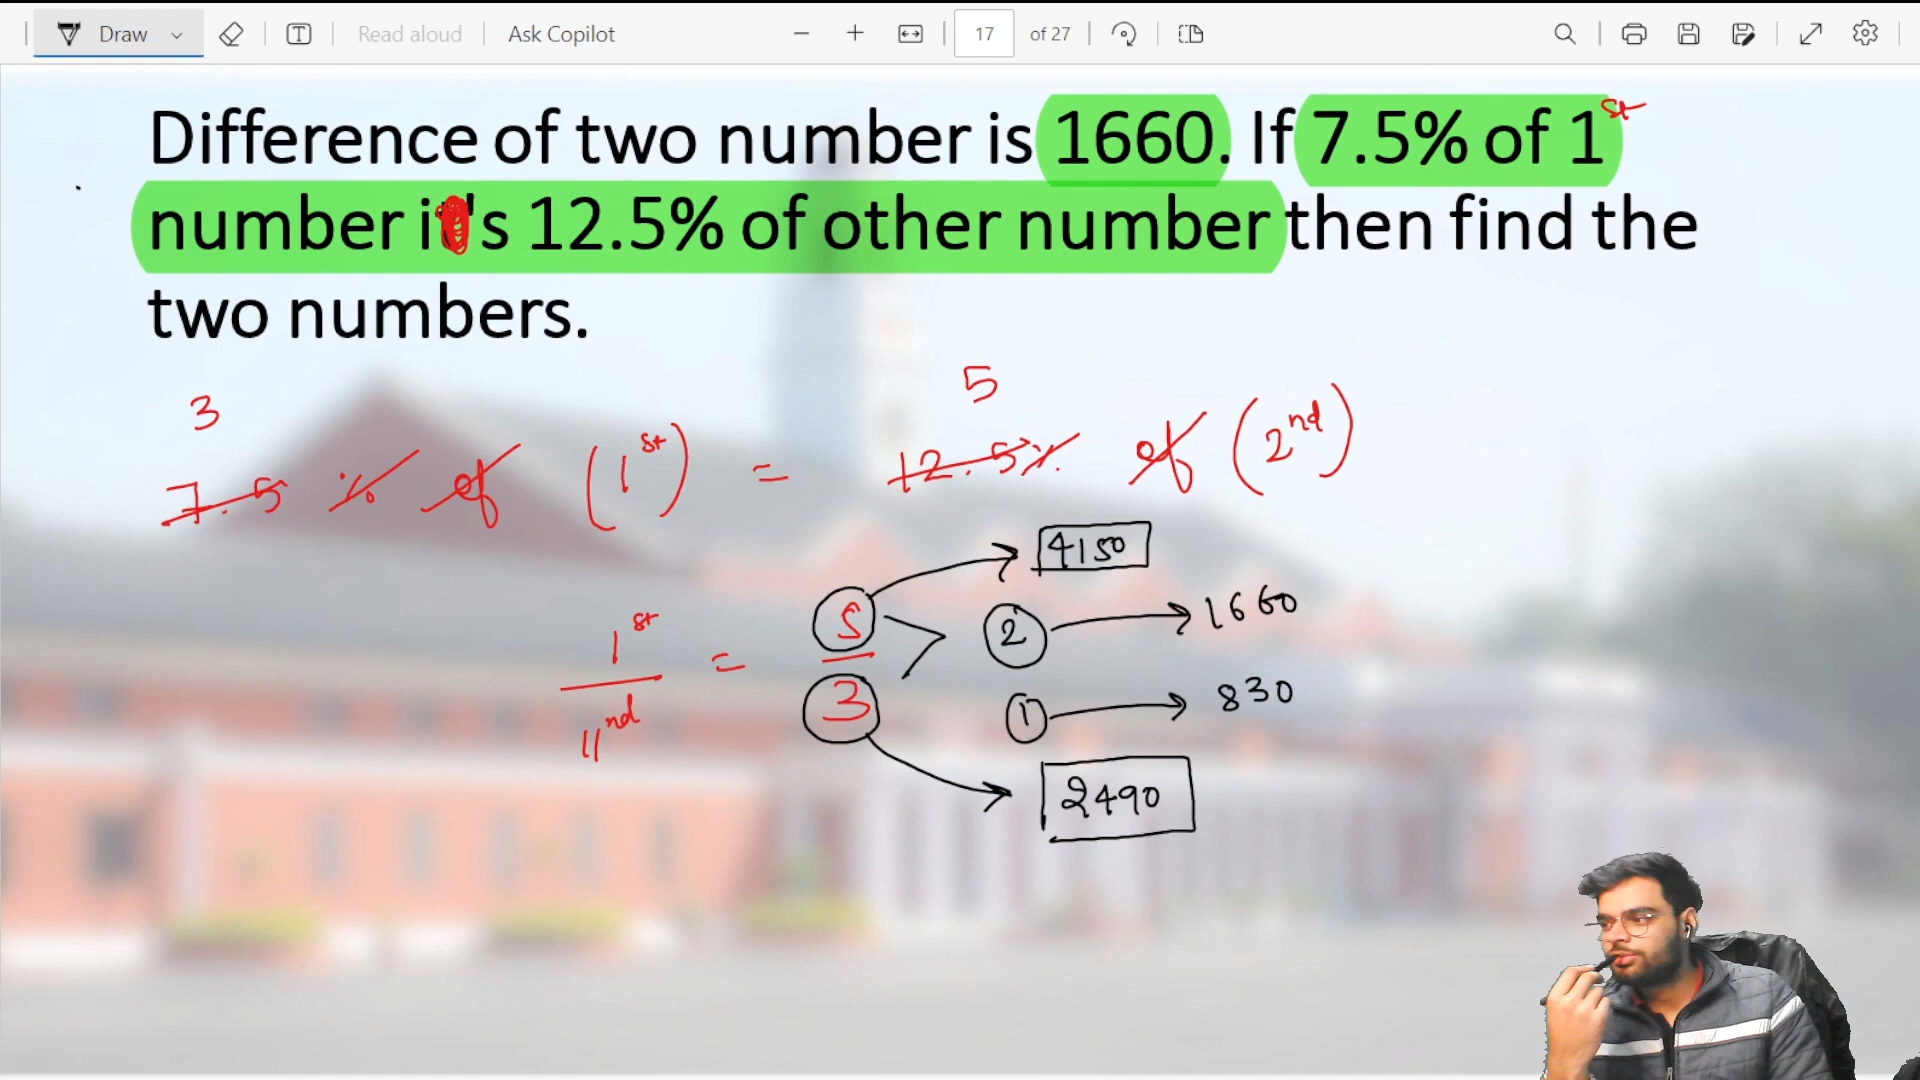 Draw
Read aloud
Ask Copilot
17 of 27
Difference of two number is 1660. If 7.5% of 1st
number i's 12.5% of other number then find the
two numbers.
3 5
7.5 % of (1st) = 12.5% of (2nd)
4150
1st/IInd = 5/3
2 → 1660
1 → 830
2490